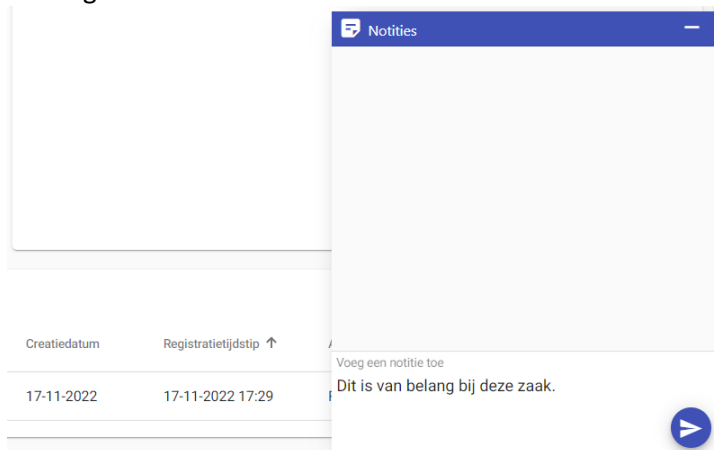 Notities
Creatiedatum Registratietijdstip
Voeg een notitie toe
Dit is van belang bij deze zaak.
17-11-2022 17-11-2022 17:29